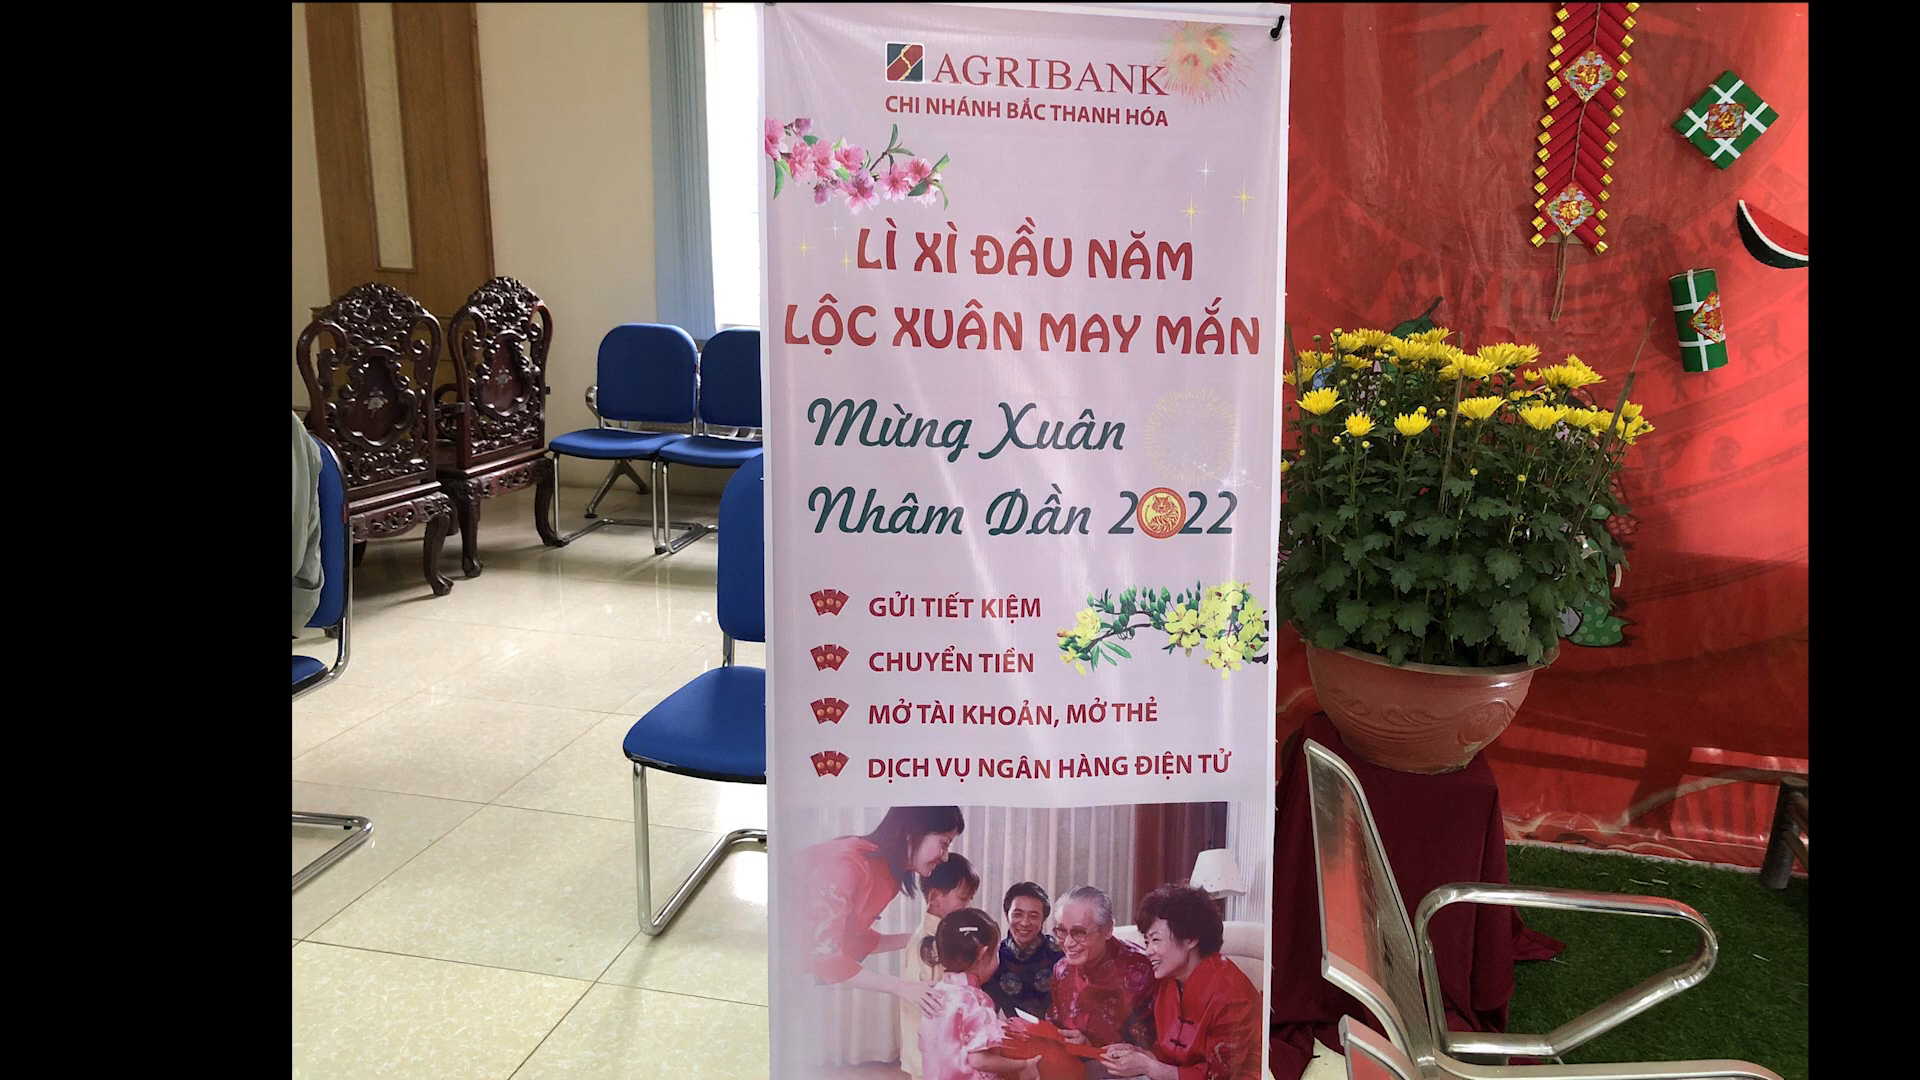 AGRIBANK
CHI NHÁNH BẮC THANH HÓA
LÌ XÌ ĐẦU NĂM
LỘC XUÂN MAY MẮN
Mừng Xuân
Nhâm Dần 2022
GỬI TIẾT KIỆM
CHUYỂN TIỀN
MỞ TÀI KHOẢN, MỞ THẺ
DỊCH VỤ NGÂN HÀNG ĐIỆN TỬ